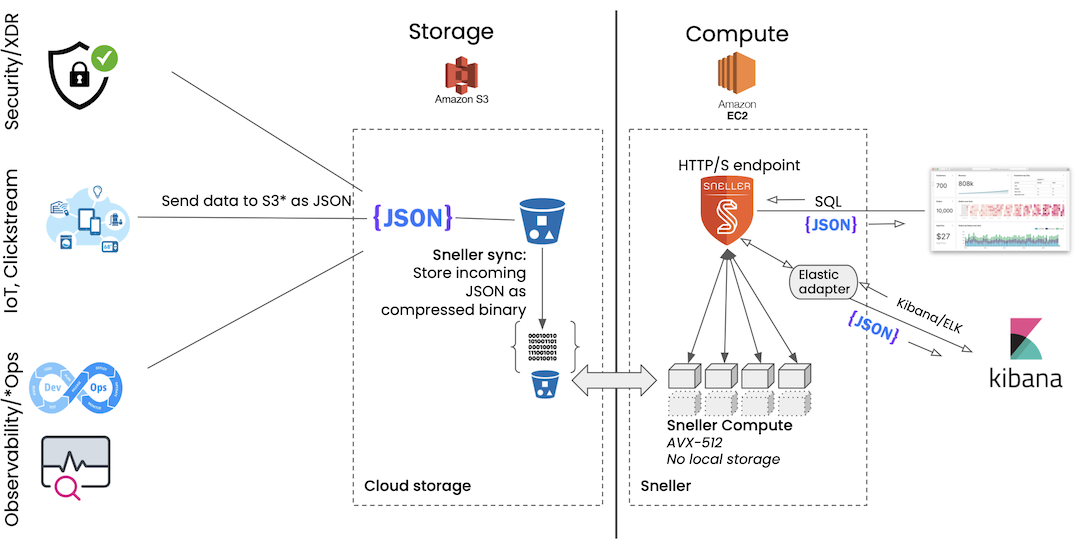 Security/XDR
IoT, Clickstream
Observability/*Ops
Dev
Ops
Send data to S3* as JSON
Storage
Amazon S3
{JSON}
Sneller sync:
Store incoming
JSON as
compressed binary
00010010
101001101
00010010
111001001
00010010
Cloud storage
Compute
Amazon
EC2
HTTP/S endpoint
SNELLER
S
SQL
{JSON}
Elastic
adapter
Kibana/ELK
{JSON}
Sneller Compute
AVX-512
No local storage
Sneller
700
808k
10,000
$27
kibana